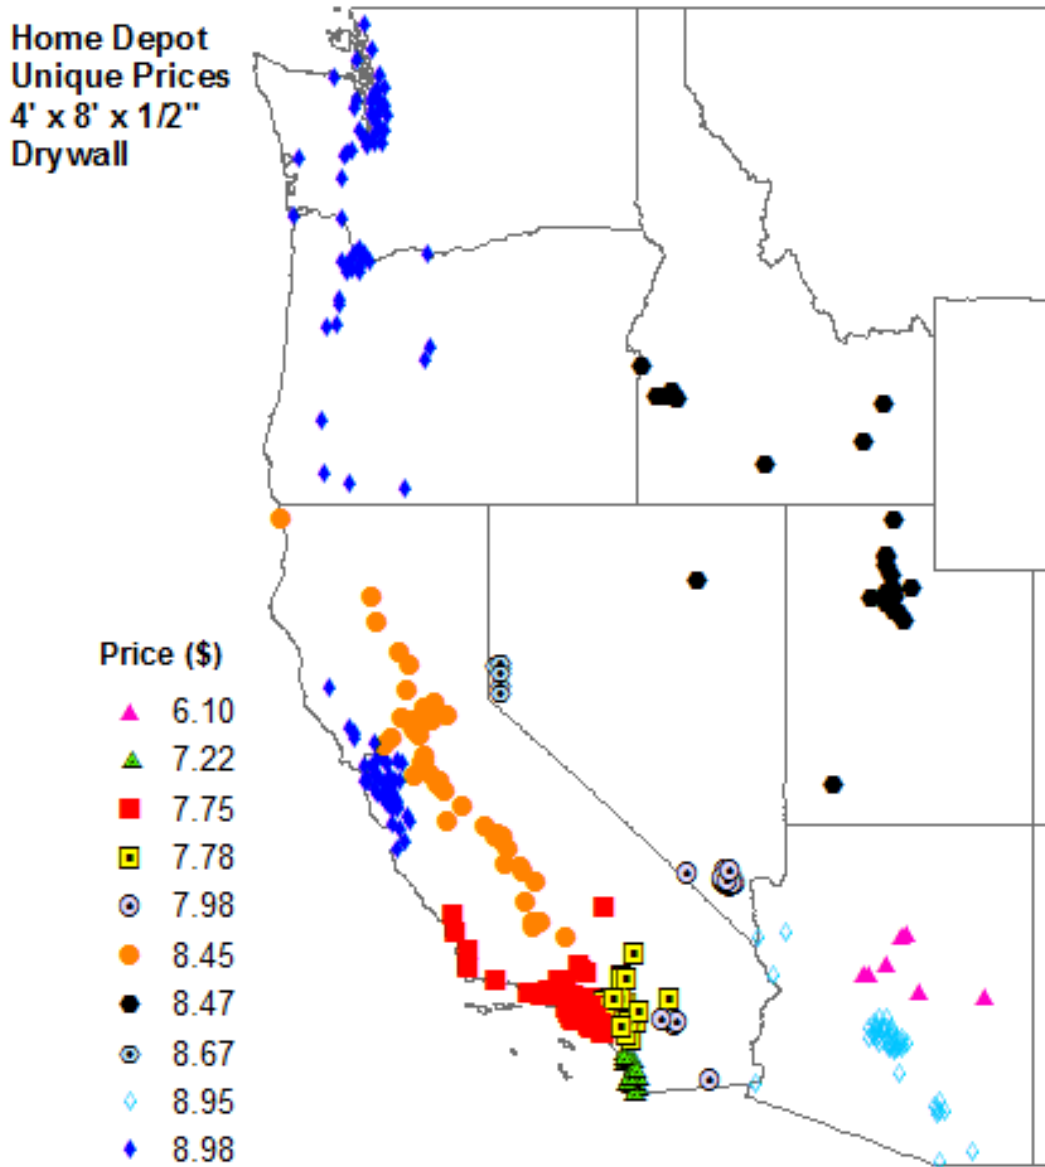 Home Depot
Unique Prices
4' x 8' x 1/2"
Drywall
Price ($)
6.10
7.22
7.75
7.78
7.98
8.45
8.47
8.67
8.95
8.98